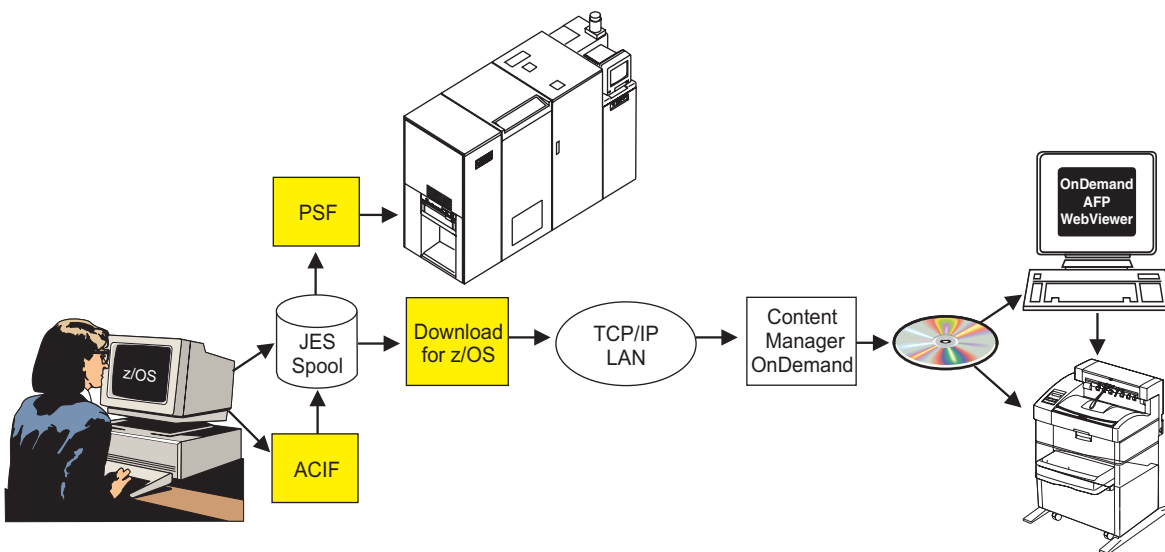 PSF
OnDemand
AFP
WebViewer
z/OS
JES
Spool
Download
for z/OS
TCP/IP
LAN
Content
Manager
OnDemand
ACIF